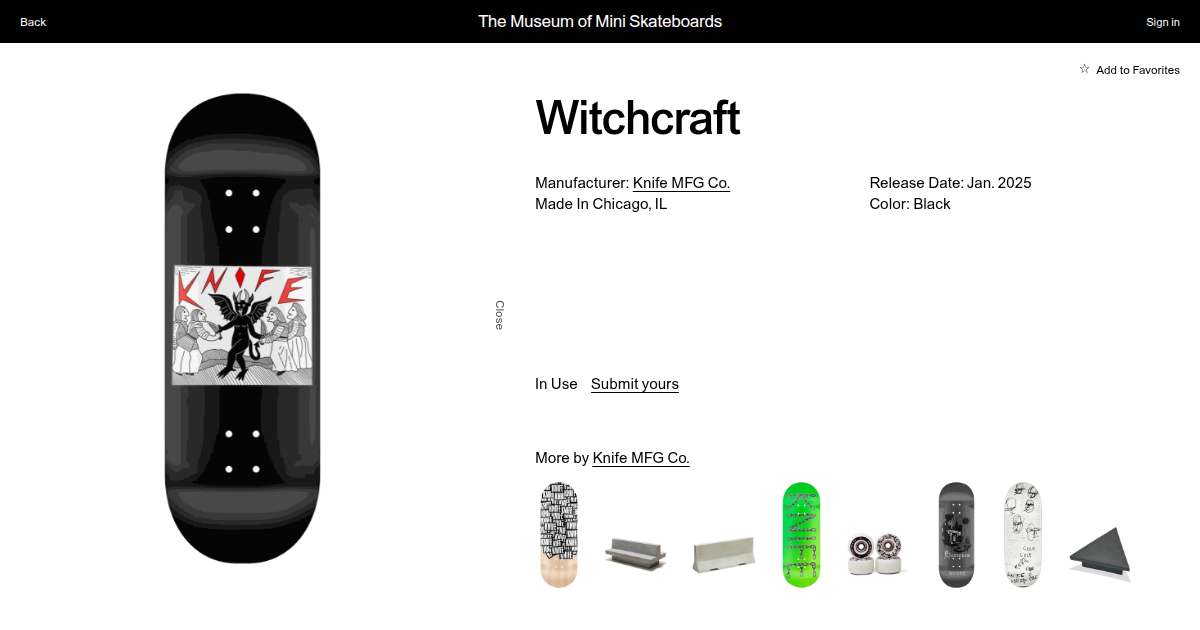 Back
The Museum of Mini Skateboards
Sign in
☆ Add to Favorites
Witchcraft
Manufacturer: Knife MFG Co.
Made In Chicago, IL
Release Date: Jan. 2025
Color: Black
KNIFE
Close
In Use Submit yours
More by Knife MFG Co.